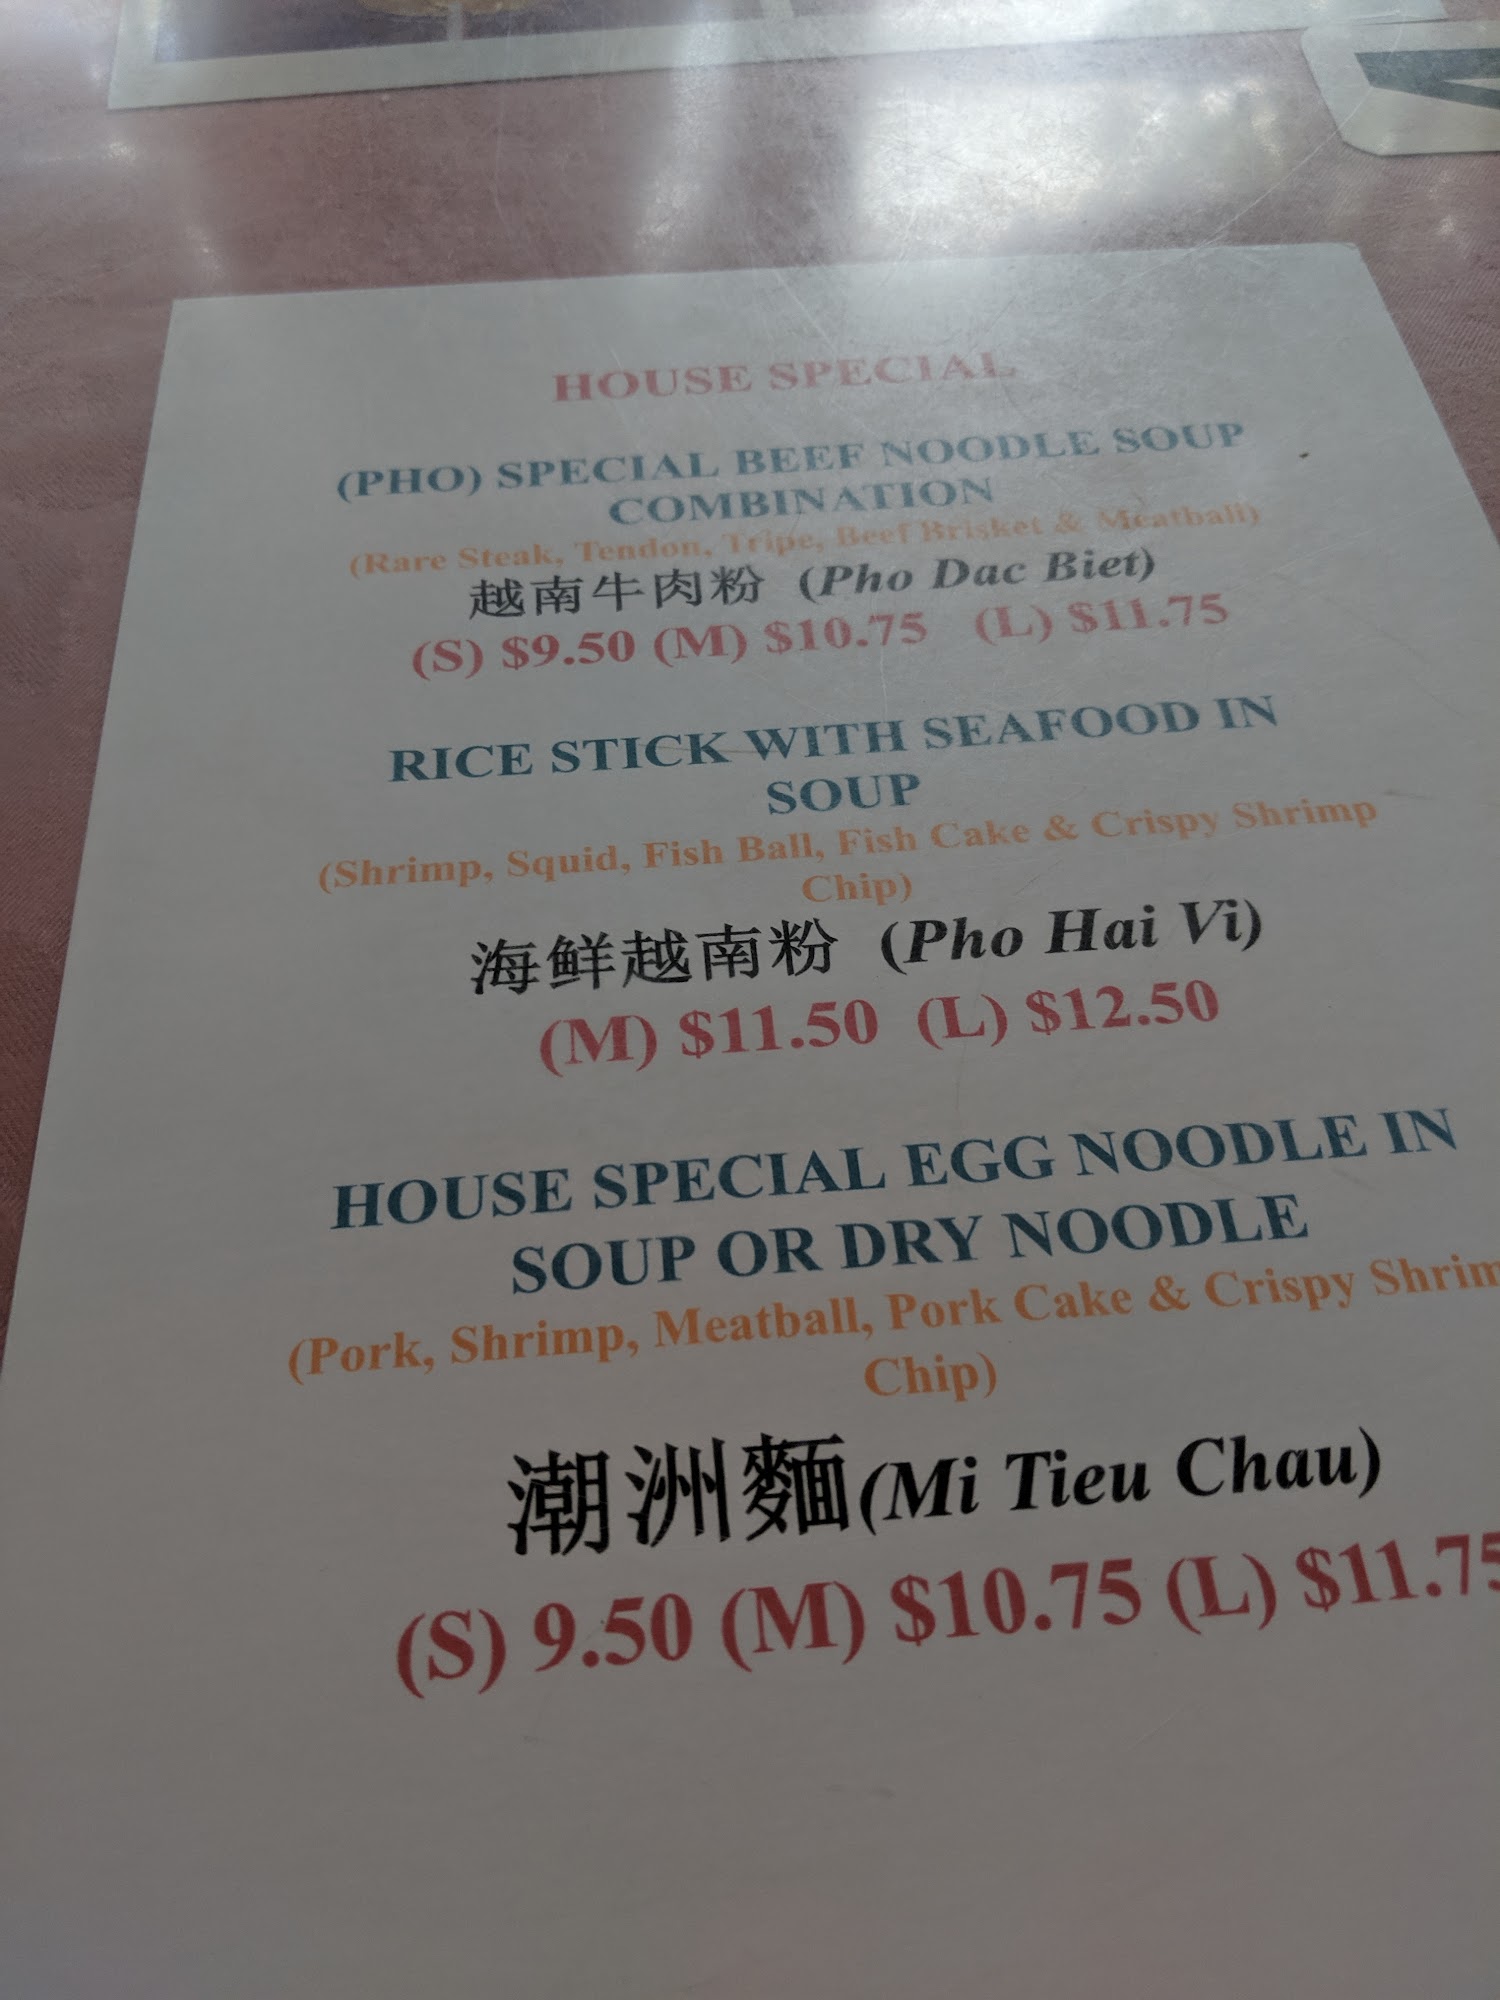 HOUSE SPECIAL
(PHO) SPECIAL BEEF NOODLE SOUP
COMBINATION
(Rare Steak, Tendon, Tripe, Beef Brisket & Meatball)
越南牛肉粉 (Pho Dac Biet)
(S) $9.50 (M) $10.75 (L) $11.75
RICE STICK WITH SEAFOOD IN
SOUP
(Shrimp, Squid, Fish Ball, Fish Cake & Crispy Shrimp
Chip)
海鲜越南粉 (Pho Hai Vi)
(M) $11.50 (L) $12.50
HOUSE SPECIAL EGG NOODLE IN
SOUP OR DRY NOODLE
(Pork, Shrimp, Meatball, Pork Cake & Crispy Shrim
Chip)
潮洲麵(Mi Tieu Chau)
(S) 9.50 (M) $10.75 (L) $11.75